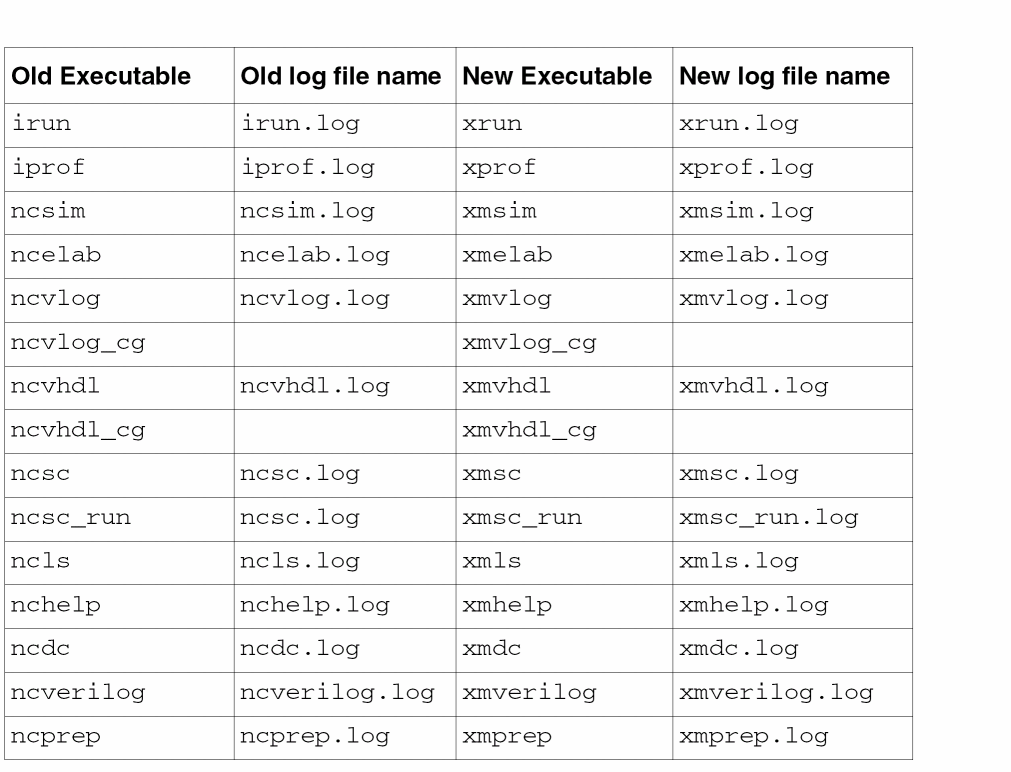 Old Executable Old log file name New Executable New log file name
irun irun.log xrun xrun.log
iprof iprof.log xprof xprof.log
ncsim ncsim.log xmsim xmsim.log
ncelab ncelab.log xmelab xmelab.log
ncvlog ncvlog.log xmvlog xmvlog.log
ncvlog_cg xmvlog_cg
ncvhdl ncvhdl.log xmvhdl xmvhdl.log
ncvhdl_cg xmvhdl_cg
ncsc ncsc.log xmsc xmsc.log
ncsc_run ncsc.log xmsc_run xmsc_run.log
ncls ncls.log xmls xmls.log
nchelp nchelp.log xmhelp xmhelp.log
ncdc ncdc.log xmdc xmdc.log
ncverilog ncverilog.log xmverilog xmverilog.log
ncprep ncprep.log xmprep xmprep.log